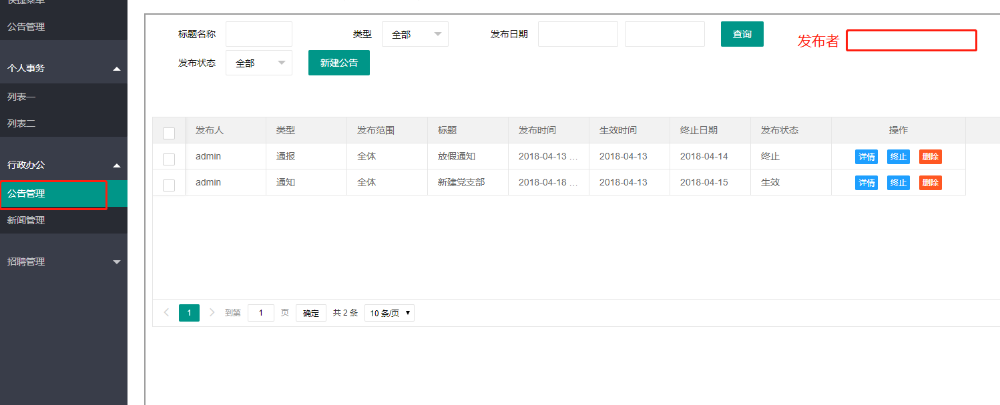 快捷菜单
公告管理
个人事务
列表一
列表二
行政办公
公告管理
新闻管理
招聘管理
标题名称 类型 全部 发布日期 查询 发布者
发布状态 全部 新建公告
发布人 类型 发布范围 标题 发布时间 生效时间 终止日期 发布状态 操作
admin 通报 全体 放假通知 2018-04-13 ... 2018-04-13 2018-04-14 终止 详情 终止 删除
admin 通知 全体 新建党支部 2018-04-18 ... 2018-04-13 2018-04-15 生效 详情 终止 删除
1 到第 1 页 确定 共 2 条 10 条/页